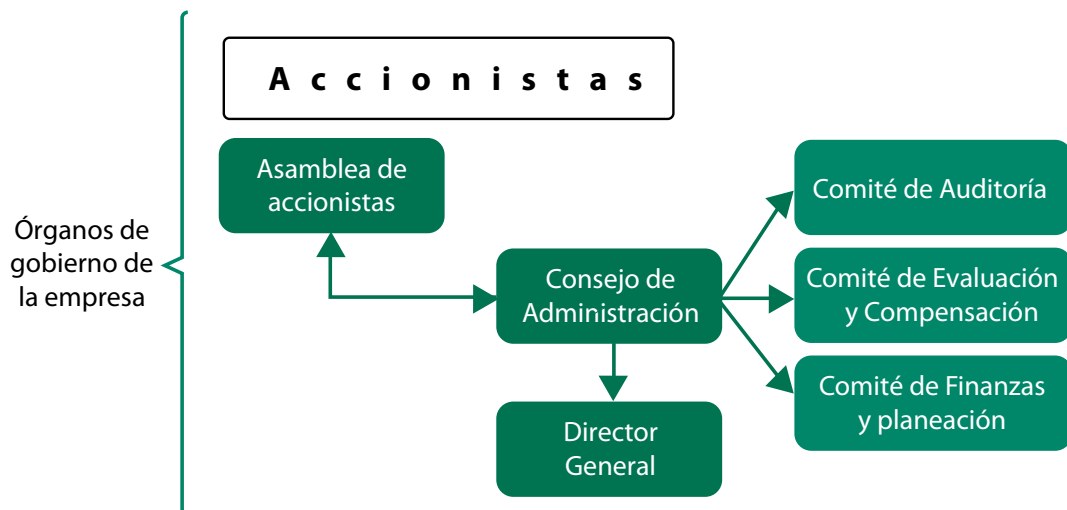 Accionistas
Asamblea de
accionistas
Órganos de
gobierno de
la empresa
Consejo de
Administración
Director
General
Comité de Auditoría
Comité de Evaluación
y Compensación
Comité de Finanzas
y planeación